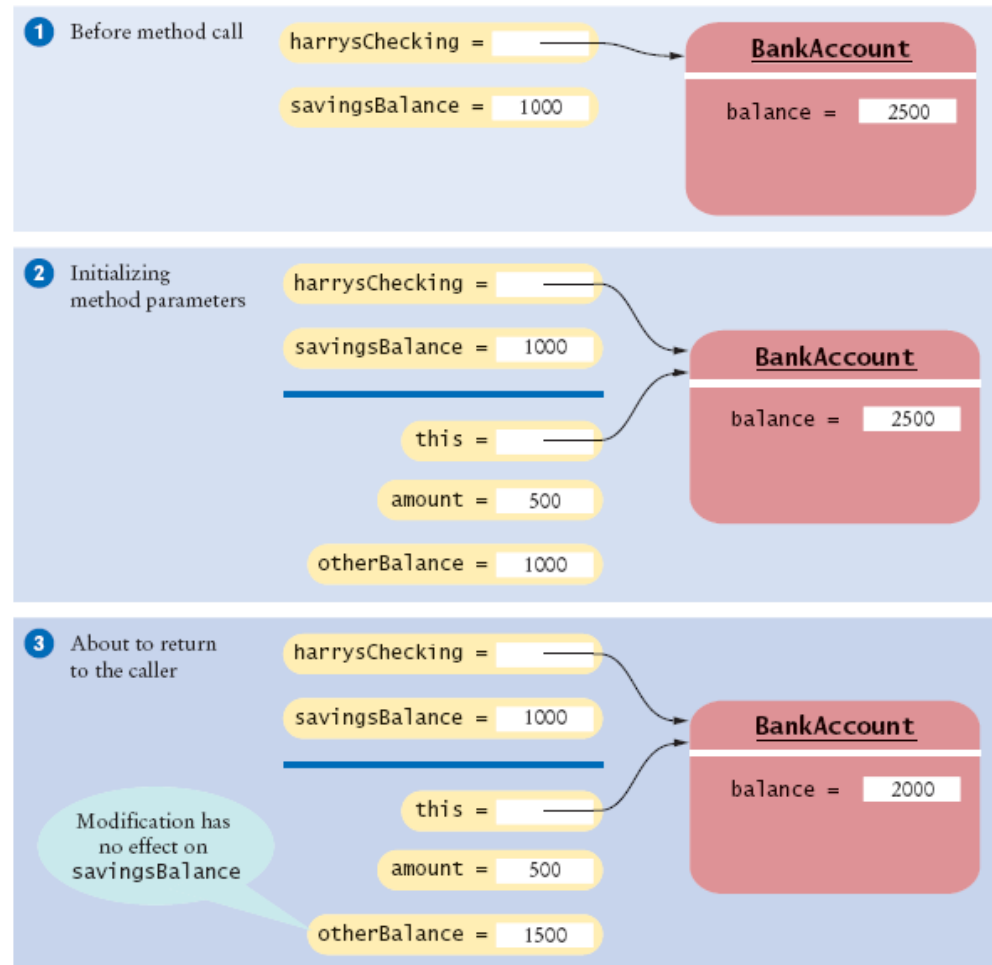 1 Before method call
harrysChecking =
savingsBalance = 1000
BankAccount
balance = 2500
2 Initializing
method parameters
harrysChecking =
savingsBalance = 1000
this =
amount = 500
otherBalance = 1000
BankAccount
balance = 2500
3 About to return
to the caller
harrysChecking =
savingsBalance = 1000
this =
amount = 500
otherBalance = 1500
Modification has
no effect on
savingsBalance
BankAccount
balance = 2000